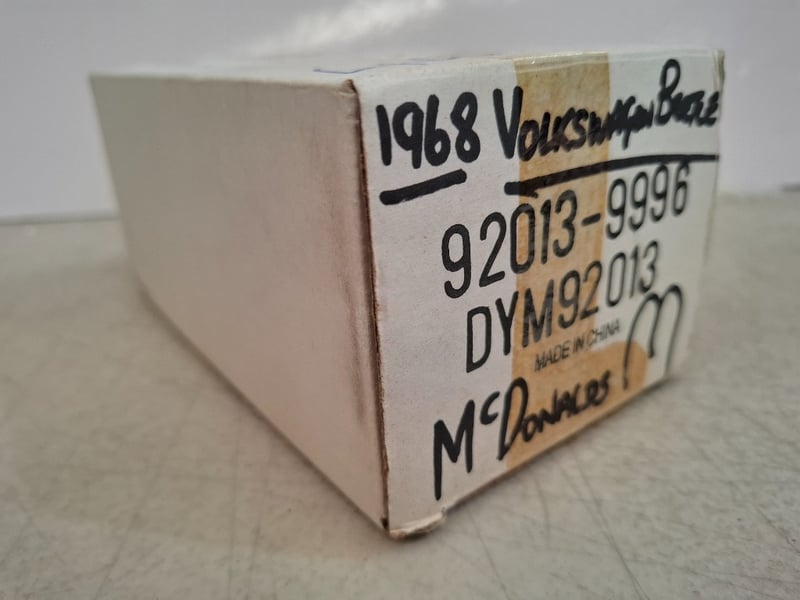 1968 Volkswagen Beetle
92013-9996
DYM92013
MADE IN CHINA
McDonalds M